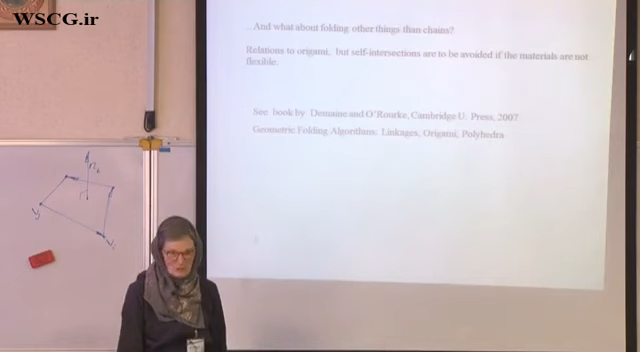 WSCG.ir
...And what about folding other things than chains?
Relations to origami, but self-intersections are to be avoided if the materials are not
flexible.
See book by Demaine and O'Rourke, Cambridge U. Press, 2007
Geometric Folding Algorithms: Linkages, Origami, Polyhedra